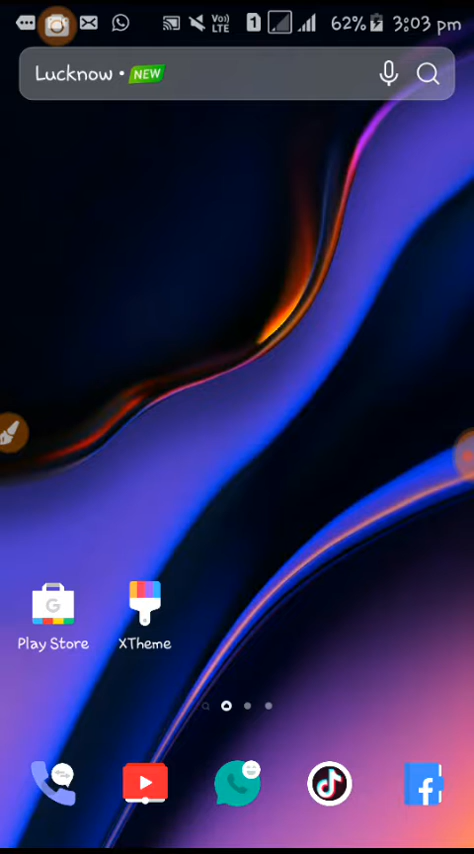 Vo)) LTE 1 62% 3:03 pm
Lucknow • NEW
G
Play Store XTheme